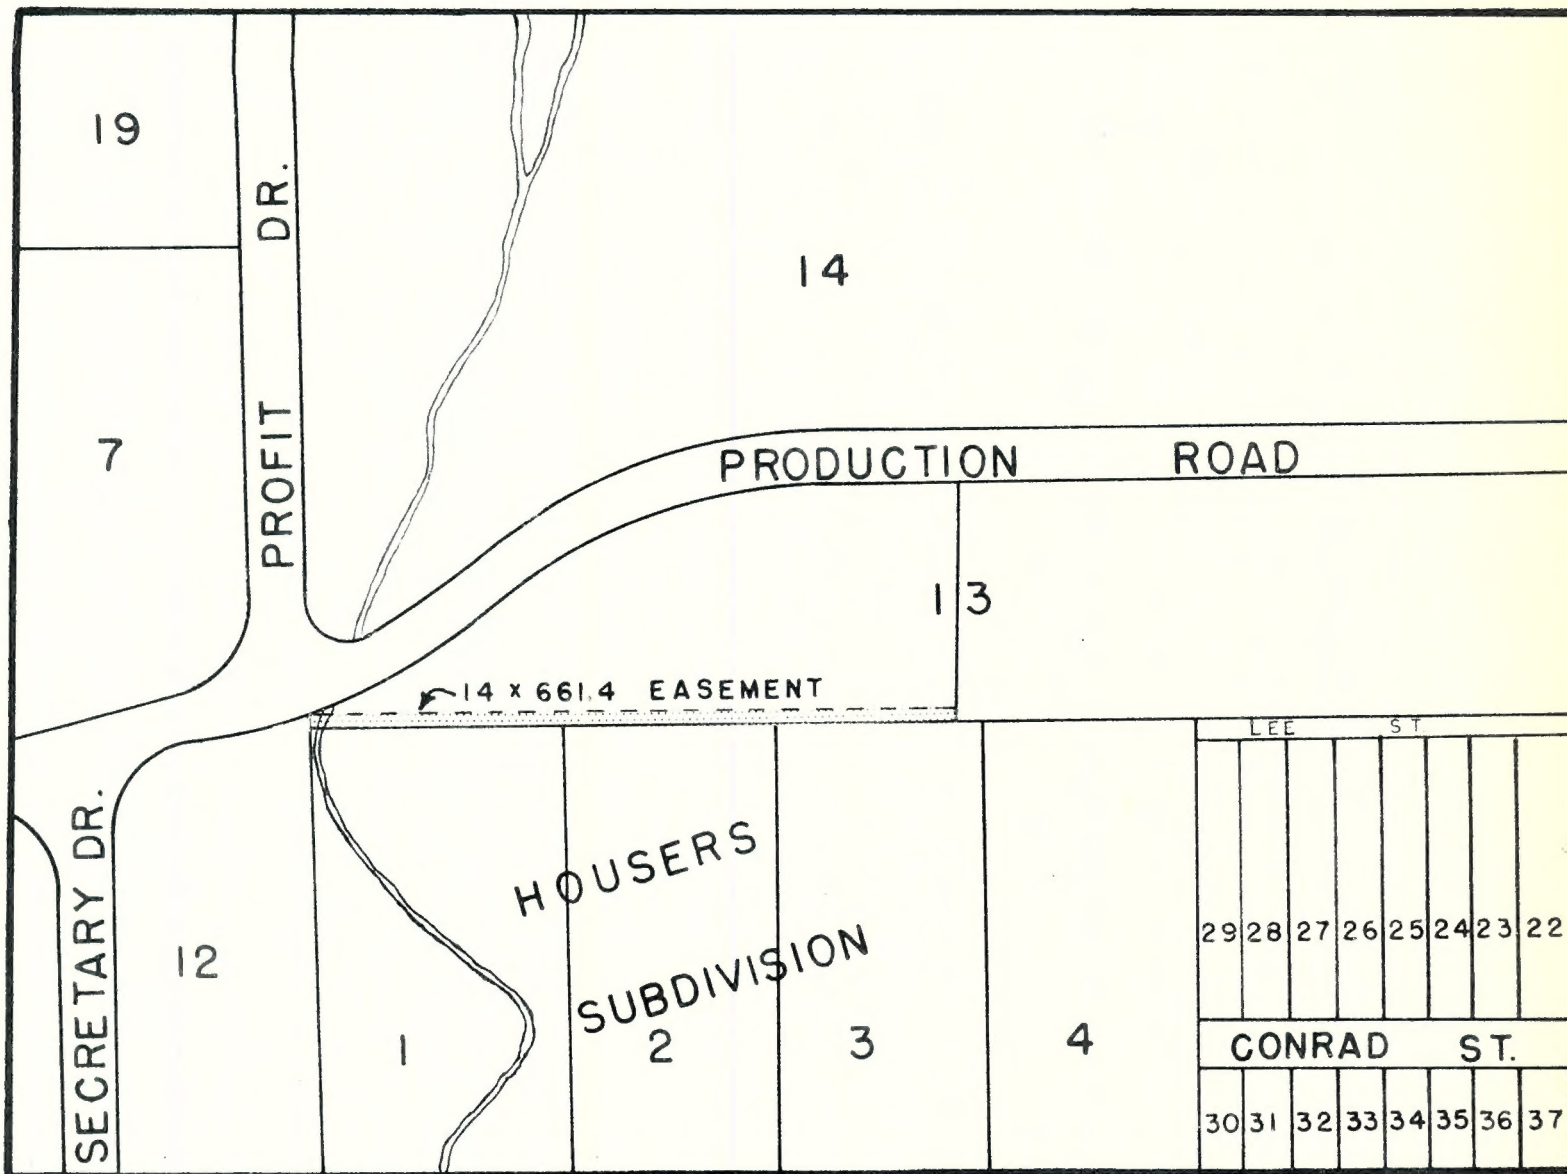 19
PROFIT DR.
14
7
PRODUCTION ROAD
13
14 x 661.4 EASEMENT
LEE ST
SECRETARY DR.
HOUSERS
SUBDIVISION
29 28 27 26 25 24 23 22
12
1
2
3
4
CONRAD ST.
30 31 32 33 34 35 36 37